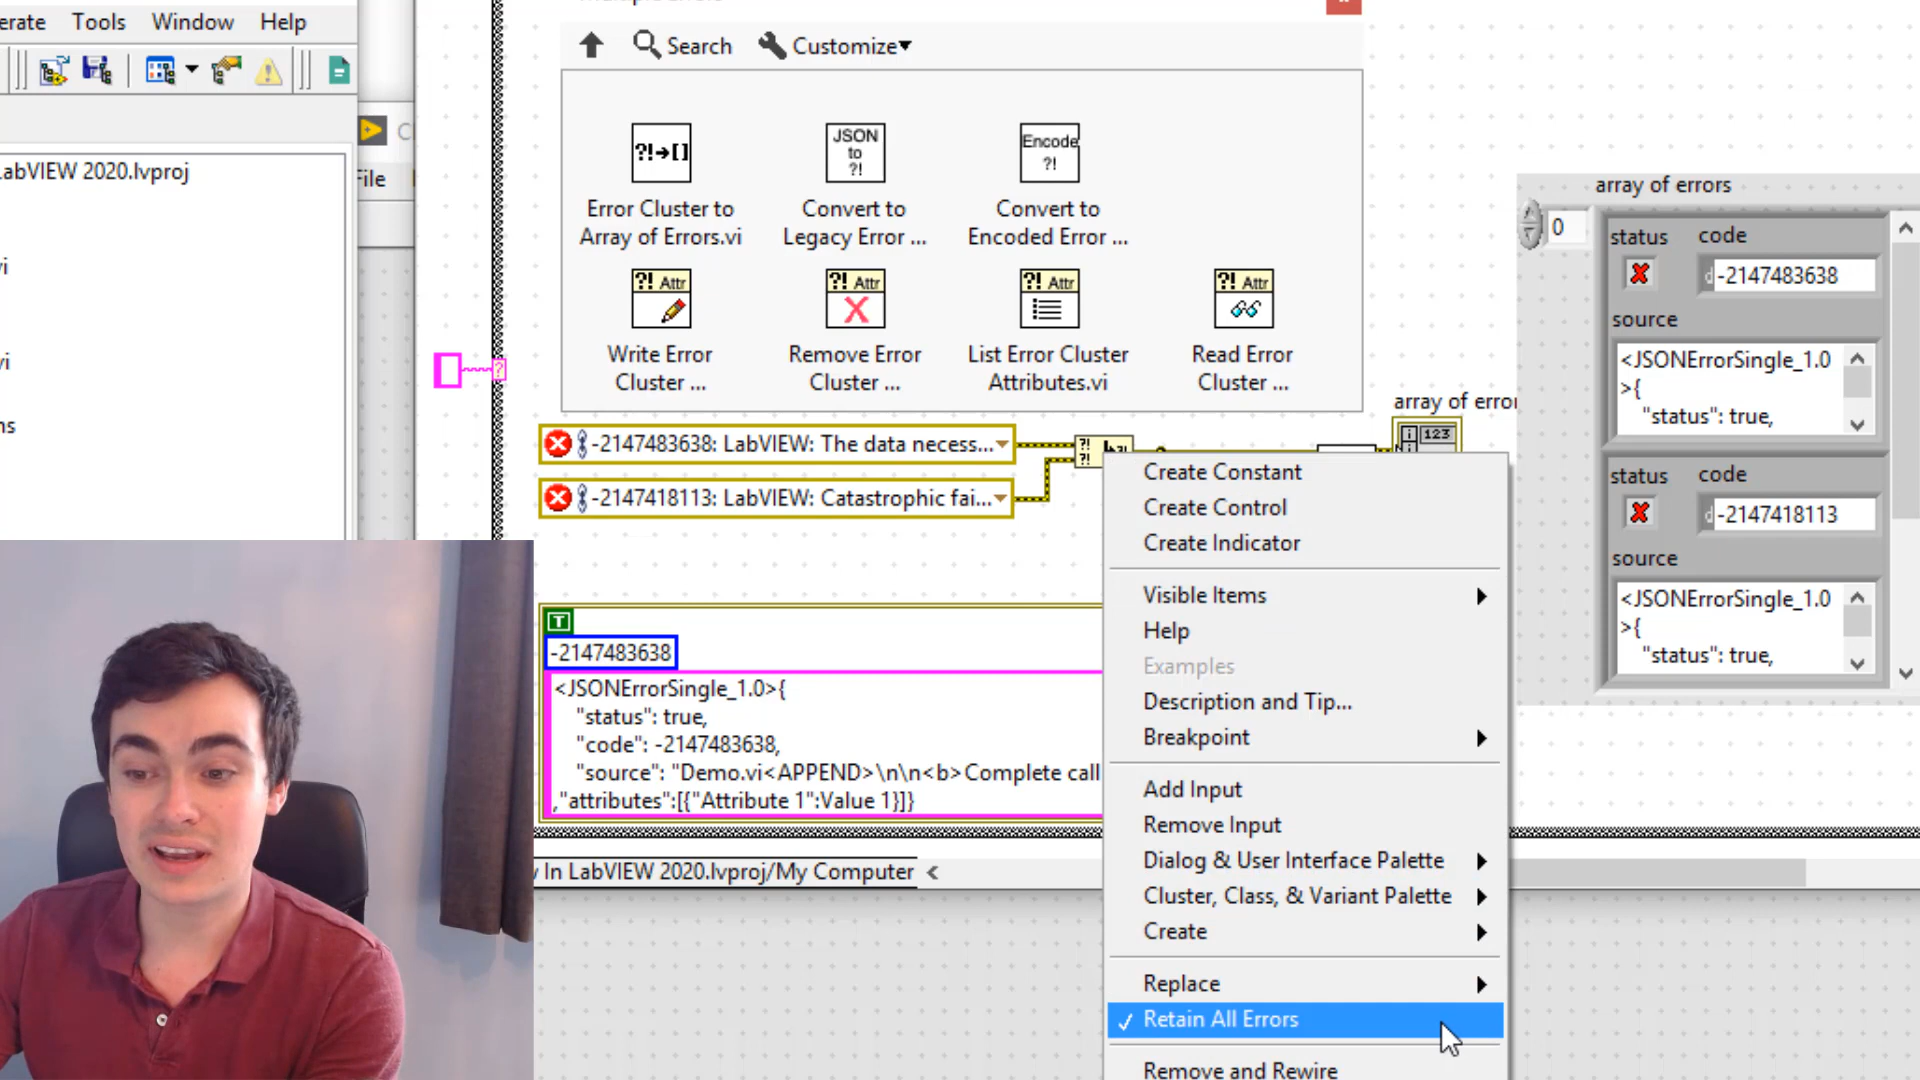 erate Tools Window Help
Search Customize
abVIEW 2020.lvproj
File
JSON
to
?!
Encode
?!
?!→[]
Error Cluster to
Array of Errors.vi
Convert to
Legacy Error ...
Convert to
Encoded Error ...
?! Attr
?! Attr
?! Attr
?! Attr
Write Error
Cluster ...
Remove Error
Cluster ...
List Error Cluster
Attributes.vi
Read Error
Cluster ...
array of errors
0
status
code
d -2147483638
source
<JSONErrorSingle_1.0
>{
"status": true,
status
code
d -2147418113
source
<JSONErrorSingle_1.0
>{
"status": true,
vi
vi
ns
?
array of error
123
-2147483638: LabVIEW: The data necess...
-2147418113: LabVIEW: Catastrophic fai...
?!
?!
T
-2147483638
<JSONErrorSingle_1.0>{
"status": true,
"code": -2147483638,
"source": "Demo.vi<APPEND>\n\n<b>Complete call
,"attributes":[{"Attribute 1":Value 1}]}
y In LabVIEW 2020.lvproj/My Computer <
Create Constant
Create Control
Create Indicator
Visible Items
Help
Examples
Description and Tip...
Breakpoint
Add Input
Remove Input
Dialog & User Interface Palette
Cluster, Class, & Variant Palette
Create
Replace
✓ Retain All Errors
Remove and Rewire